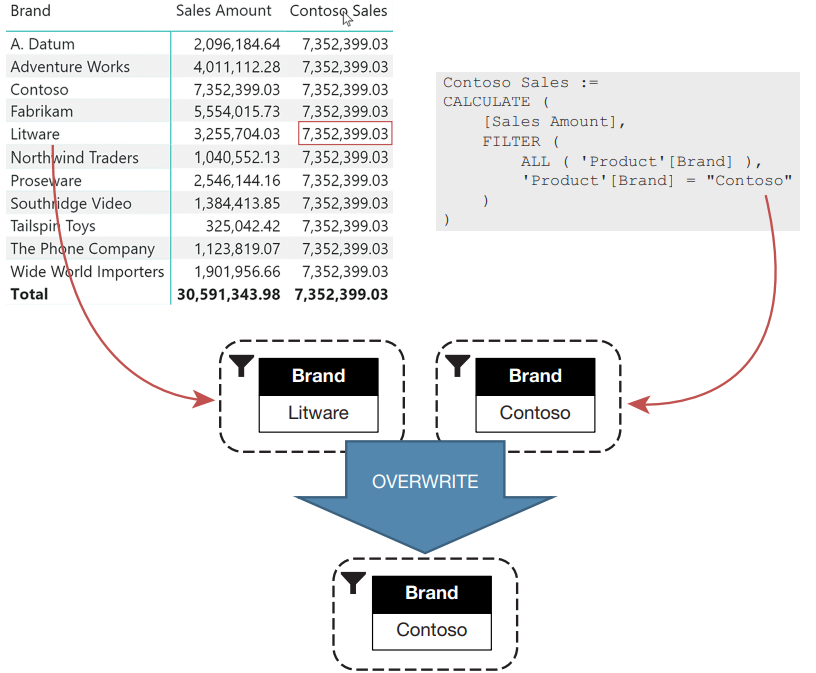 Brand Sales Amount Contoso Sales
A. Datum 2,096,184.64 7,352,399.03
Adventure Works 4,011,112.28 7,352,399.03
Contoso 7,352,399.03 7,352,399.03
Fabrikam 5,554,015.73 7,352,399.03
Litware 3,255,704.03 7,352,399.03
Northwind Traders 1,040,552.13 7,352,399.03
Proseware 2,546,144.16 7,352,399.03
Southridge Video 1,384,413.85 7,352,399.03
Tailspin Toys 325,042.42 7,352,399.03
The Phone Company 1,123,819.07 7,352,399.03
Wide World Importers 1,901,956.66 7,352,399.03
Total 30,591,343.98 7,352,399.03
Contoso Sales :=
CALCULATE (
[Sales Amount],
FILTER (
ALL ( 'Product'[Brand] ),
'Product'[Brand] = "Contoso"
)
)
Brand
Litware
Brand
Contoso
OVERWRITE
Brand
Contoso